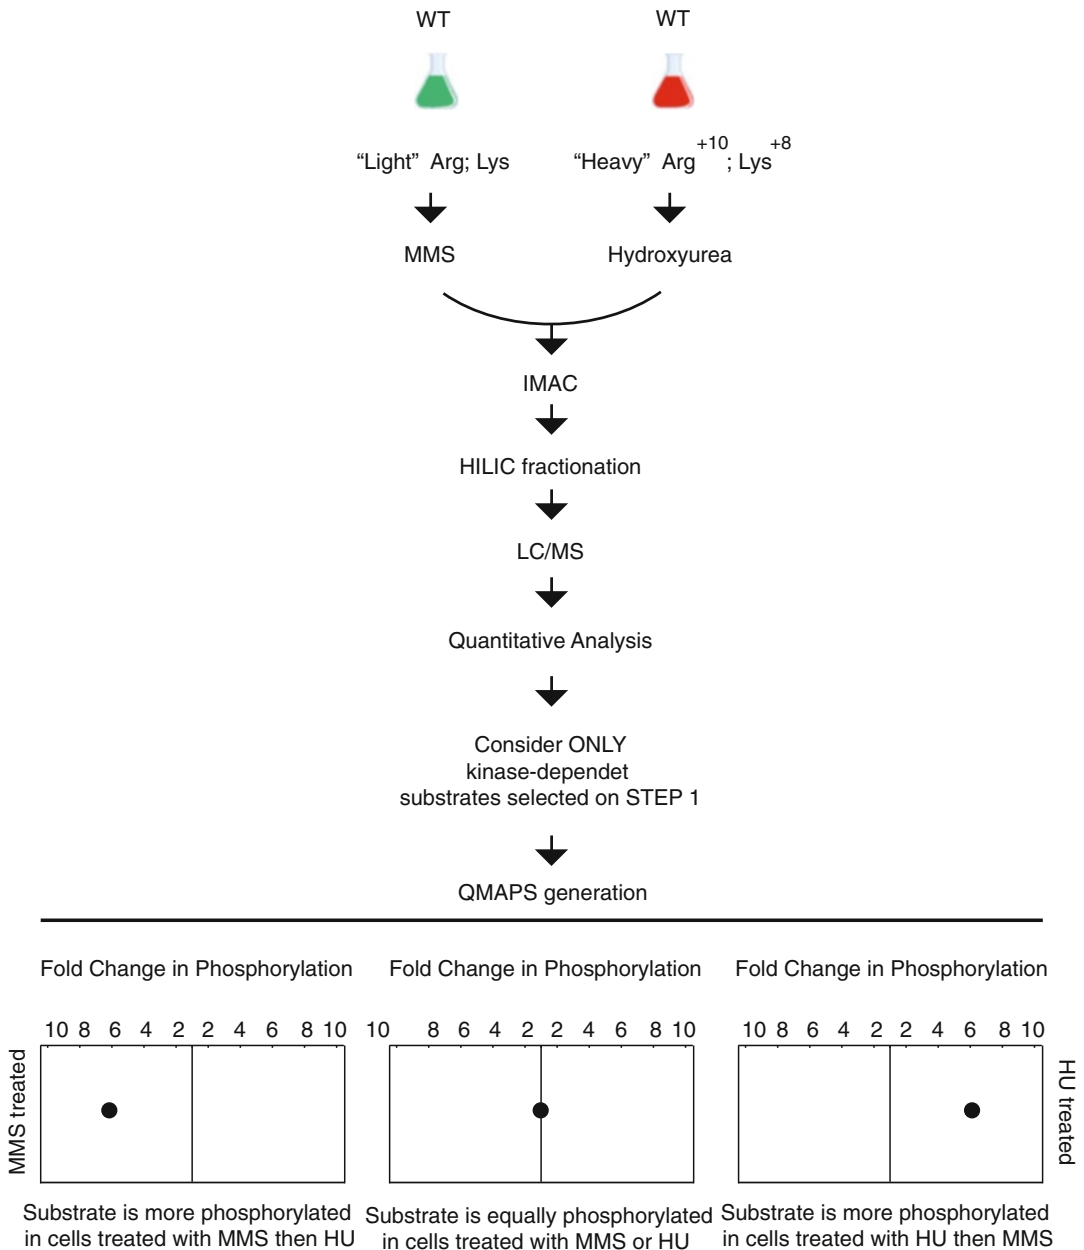 WT WT
“Light” Arg; Lys “Heavy” Arg+10; Lys+8
MMS Hydroxyurea
IMAC
HILIC fractionation
LC/MS
Quantitative Analysis
Consider ONLY
kinase-dependet
substrates selected on STEP 1
QMAPS generation
Fold Change in Phosphorylation
10 8 6 4 2 2 4 6 8 10
MMS treated
Substrate is more phosphorylated
in cells treated with MMS then HU
Fold Change in Phosphorylation
10 8 6 4 2 2 4 6 8 10
Substrate is equally phosphorylated
in cells treated with MMS or HU
Fold Change in Phosphorylation
10 8 6 4 2 2 4 6 8 10
HU treated
Substrate is more phosphorylated
in cells treated with HU then MMS